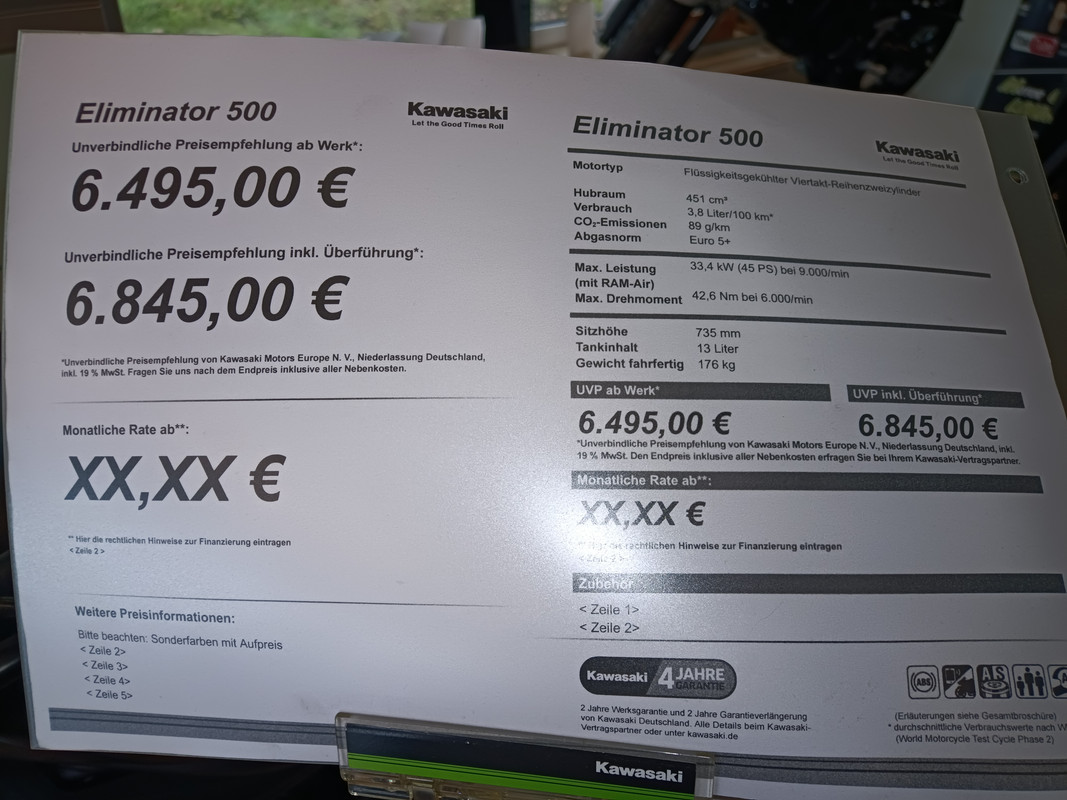 Eliminator 500
Kawasaki
Let the Good Times Roll
Unverbindliche Preisempfehlung ab Werk*:
6.495,00 €
Unverbindliche Preisempfehlung inkl. Überführung*:
6.845,00 €
*Unverbindliche Preisempfehlung von Kawasaki Motors Europe N. V., Niederlassung Deutschland,
inkl. 19 % MwSt. Fragen Sie uns nach dem Endpreis inklusive aller Nebenkosten.
Monatliche Rate ab**:
XX,XX €
** Hier die rechtlichen Hinweise zur Finanzierung eintragen
< Zeile 2 >
Weitere Preisinformationen:
Bitte beachten: Sonderfarben mit Aufpreis
< Zeile 2>
< Zeile 3>
< Zeile 4>
< Zeile 5>
Eliminator 500
Kawasaki
Let the Good Times Roll
Motortyp Flüssigkeitsgekühlter Viertakt-Reihenzweizylinder
Hubraum 451 cm³
Verbrauch 3,8 Liter/100 km*
CO₂-Emissionen 89 g/km
Abgasnorm Euro 5+
Max. Leistung 33,4 kW (45 PS) bei 9.000/min
(mit RAM-Air)
Max. Drehmoment 42,6 Nm bei 6.000/min
Sitzhöhe 735 mm
Tankinhalt 13 Liter
Gewicht fahrfertig 176 kg
UVP ab Werk* UVP inkl. Überführung*
6.495,00 € 6.845,00 €
*Unverbindliche Preisempfehlung von Kawasaki Motors Europe N. V., Niederlassung Deutschland, inkl.
19 % MwSt. Den Endpreis inklusive aller Nebenkosten erfragen Sie bei Ihrem Kawasaki-Vertragspartner.
Monatliche Rate ab**:
XX,XX €
** Hier die rechtlichen Hinweise zur Finanzierung eintragen
< Zeile 2 >
Zubehör
< Zeile 1>
< Zeile 2>
Kawasaki 4 JAHRE
GARANTIE
ABS
2 Jahre Werksgarantie und 2 Jahre Garantieverlängerung
von Kawasaki Deutschland. Alle Details beim Kawasaki-
Vertragspartner oder unter kawasaki.de
(Erläuterungen siehe Gesamtbroschüre)
* durchschnittliche Verbrauchswerte nach
(World Motorcycle Test Cycle Phase 2)
Kawasaki